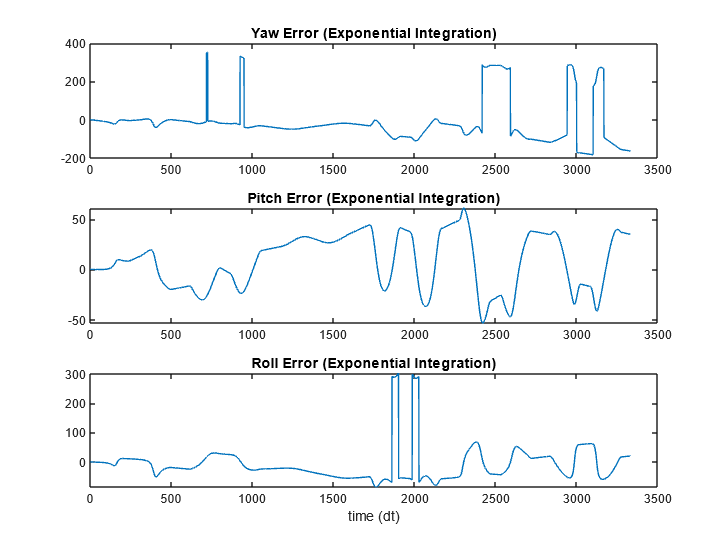 Yaw Error (Exponential Integration)
400
200
0
-200
0 500 1000 1500 2000 2500 3000 3500
Pitch Error (Exponential Integration)
50
0
-50
0 500 1000 1500 2000 2500 3000 3500
Roll Error (Exponential Integration)
300
200
100
0
0 500 1000 1500 2000 2500 3000 3500
time (dt)